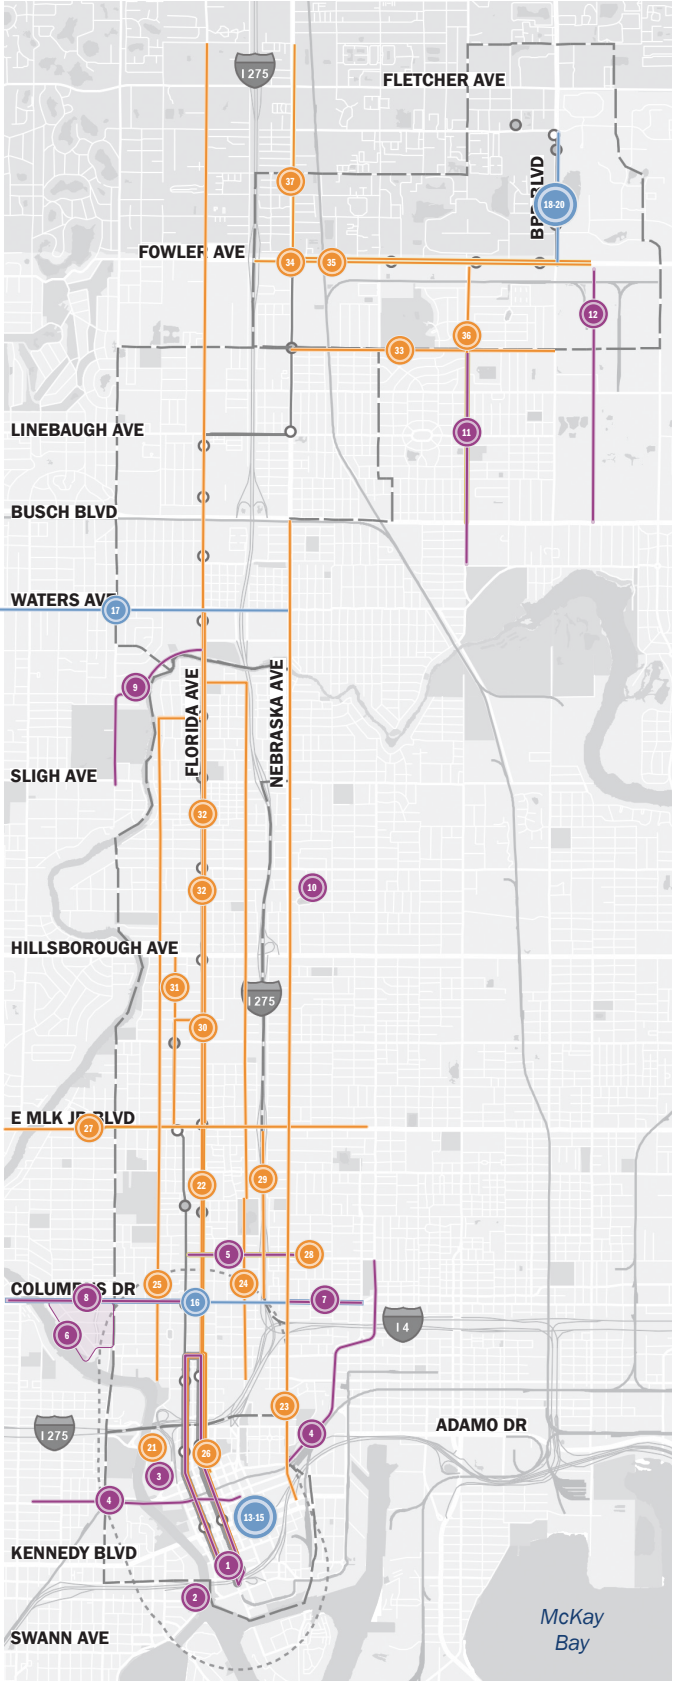 I 275
FLETCHER AVE
37
BLVD
18-20
FOWLER AVE
34
35
12
36
33
LINEBAUGH AVE
11
BUSCH BLVD
WATERS AVE
17
9
FLORIDA AVE
NEBRASKA AVE
SLIGH AVE
32
32
10
HILLSBOROUGH AVE
31
I 275
30
E MLK JR BLVD
27
22
29
5
28
25
24
COLUMBUS DR
8
16
7
6
I 4
23
I 275
ADAMO DR
4
21
26
3
4
13-15
KENNEDY BLVD
1
2
McKay
Bay
SWANN AVE